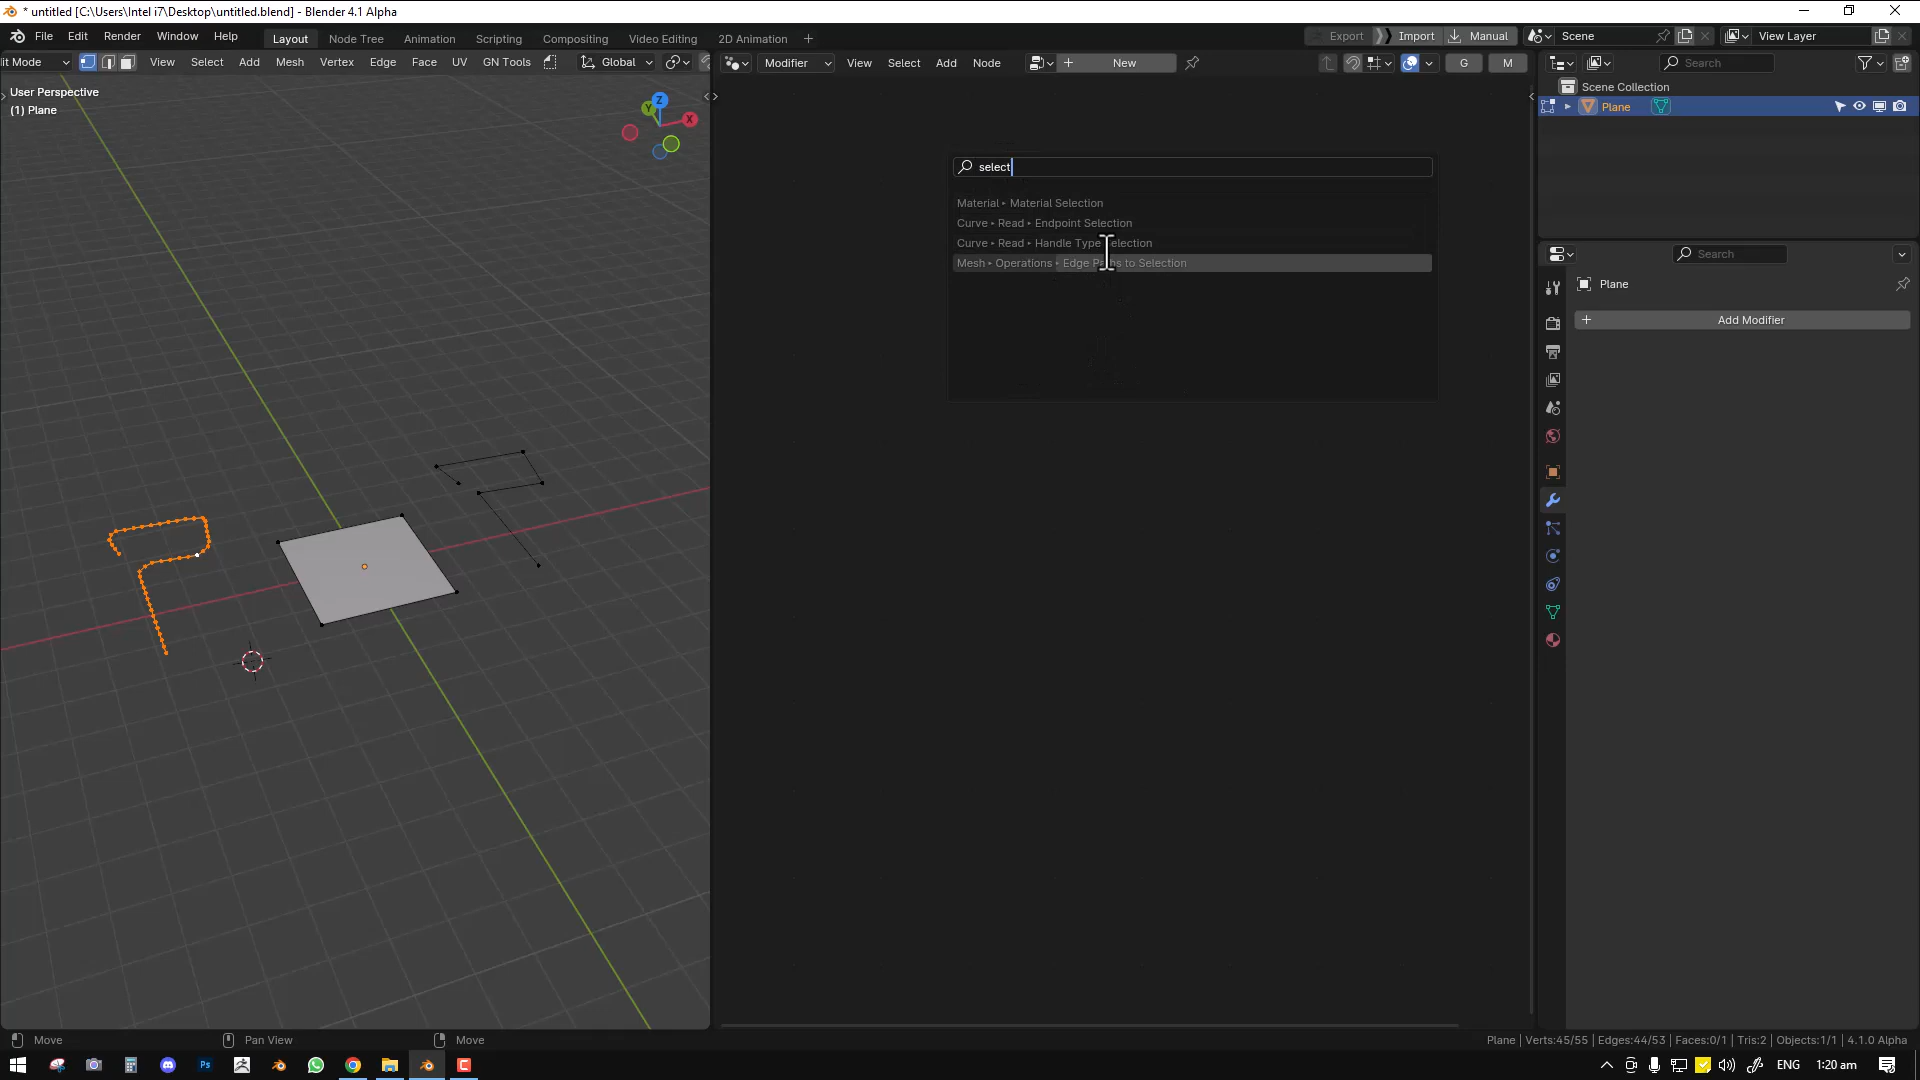 * untitled [C:\Users\Intel i7\Desktop\untitled.blend] - Blender 4.1 Alpha
File Edit Render Window Help Layout Node Tree Animation Scripting Compositing Video Editing 2D Animation + Export Import Manual Scene View Layer
it Mode View Select Add Mesh Vertex Edge Face UV GN Tools Global
Modifier View Select Add Node + New G M
Search
User Perspective
(1) Plane
Z
Y
X
Scene Collection
Plane
select
Material ▸ Material Selection
Curve ▸ Read ▸ Endpoint Selection
Curve ▸ Read ▸ Handle Type Selection
Mesh ▸ Operations ▸ Edge Paths to Selection
Search
Plane
+ Add Modifier
Move Pan View Move
Plane | Verts:45/55 | Edges:44/53 | Faces:0/1 | Tris:2 | Objects:1/1 | 4.1.0 Alpha
Ps
ENG 1:20 am